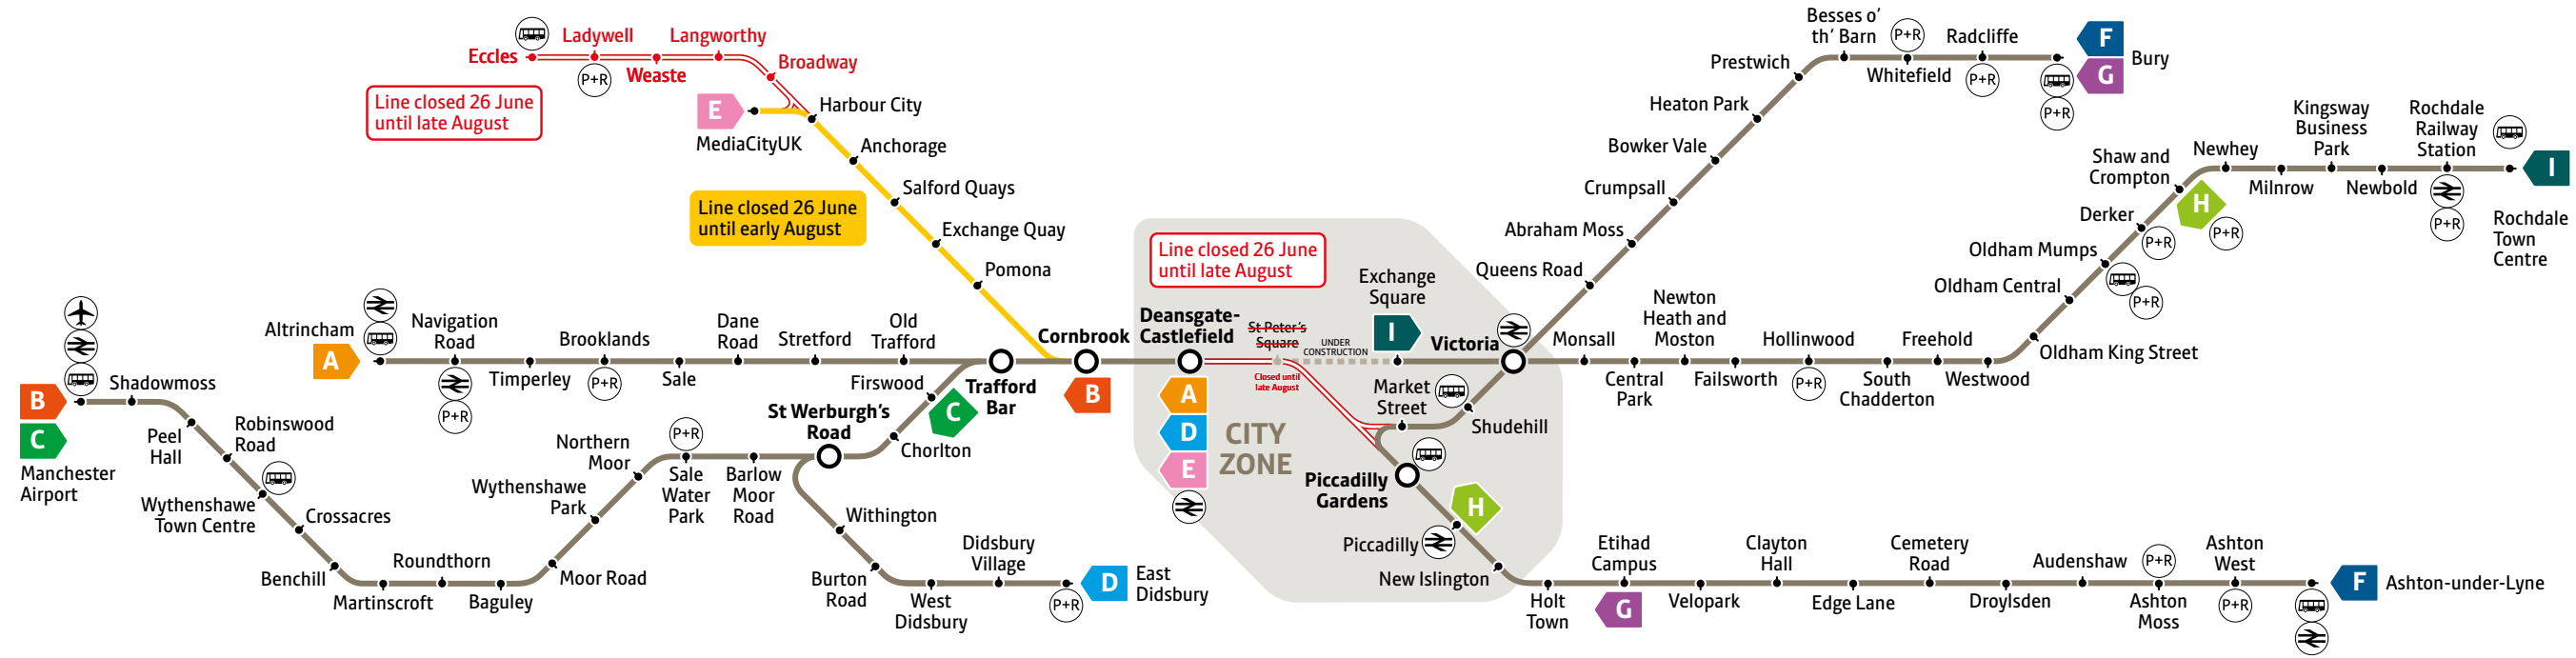 Eccles
Ladywell
P+R
Weaste
Langworthy
Broadway
Line closed 26 June
until late August
E
MediaCityUK
Harbour City
Anchorage
Salford Quays
Exchange Quay
Pomona
Line closed 26 June
until early August
Altrincham
A
Navigation
Road
P+R
Timperley
Brooklands
P+R
Sale
Dane
Road
Stretford
Old
Trafford
Trafford
Bar
Cornbrook
B
Deansgate-
Castlefield
A
D
E
B
C
Manchester
Airport
Shadowmoss
Peel
Hall
Robinswood
Road
Wythenshawe
Town Centre
Crossacres
Benchill
Martinscroft
Roundthorn
Baguley
Moor Road
Wythenshawe
Park
Northern
Moor
P+R
Sale
Water
Park
Barlow
Moor
Road
St Werburgh's
Road
Chorlton
Firswood
C
Withington
Burton
Road
West
Didsbury
Didsbury
Village
P+R
D
East
Didsbury
Line closed 26 June
until late August
St Peter's
Square
Closed until
late August
UNDER
CONSTRUCTION
Exchange
Square
I
Victoria
Market
Street
Shudehill
CITY
ZONE
Piccadilly
Gardens
H
Piccadilly
New Islington
Holt
Town
Etihad
Campus
G
Velopark
Clayton
Hall
Edge Lane
Cemetery
Road
Droylsden
Audenshaw
P+R
Ashton
Moss
Ashton
West
P+R
F
Ashton-under-Lyne
Queens Road
Abraham Moss
Crumpsall
Bowker Vale
Heaton Park
Prestwich
Besses o'
th' Barn
P+R
Whitefield
Radcliffe
P+R
F
G
Bury
P+R
Monsall
Central
Park
Newton
Heath and
Moston
Failsworth
Hollinwood
P+R
South
Chadderton
Freehold
Westwood
Oldham King Street
Oldham Central
Oldham Mumps
P+R
Derker
P+R
Shaw and
Crompton
H
P+R
Newhey
Milnrow
Kingsway
Business
Park
Newbold
Rochdale
Railway
Station
P+R
I
Rochdale
Town
Centre